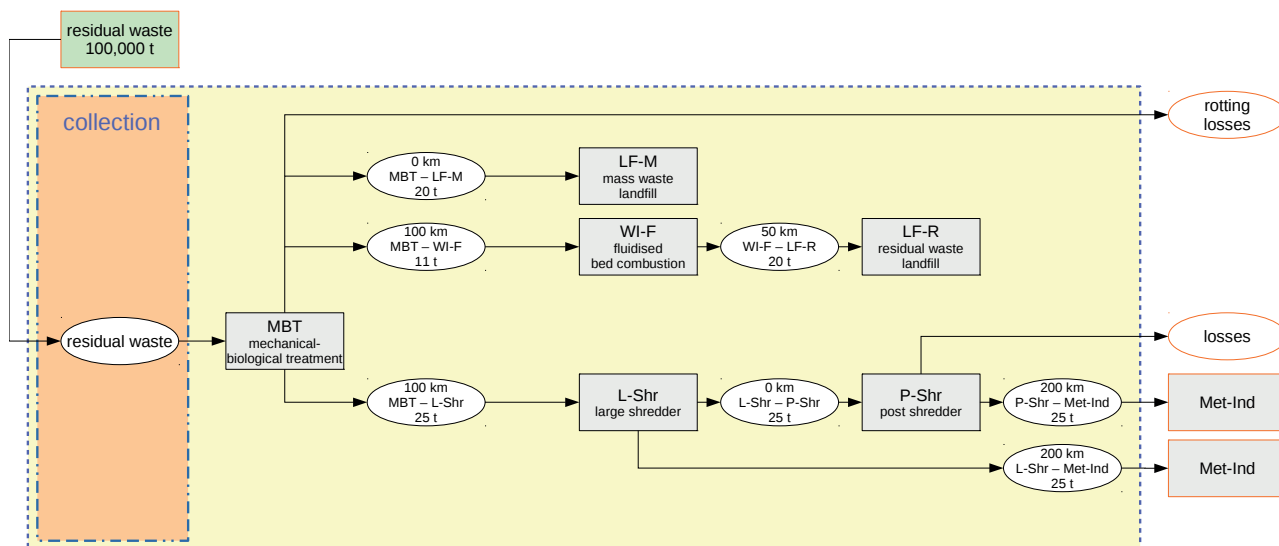 residual waste
100,000 t
collection
rotting
losses
0 km
MBT – LF-M
20 t
LF-M
mass waste
landfill
100 km
MBT – WI-F
11 t
WI-F
fluidised
bed combustion
50 km
WI-F – LF-R
20 t
LF-R
residual waste
landfill
residual waste
MBT
mechanical-
biological treatment
losses
100 km
MBT – L-Shr
25 t
L-Shr
large shredder
0 km
L-Shr – P-Shr
25 t
P-Shr
post shredder
200 km
P-Shr – Met-Ind
25 t
Met-Ind
200 km
L-Shr – Met-Ind
25 t
Met-Ind